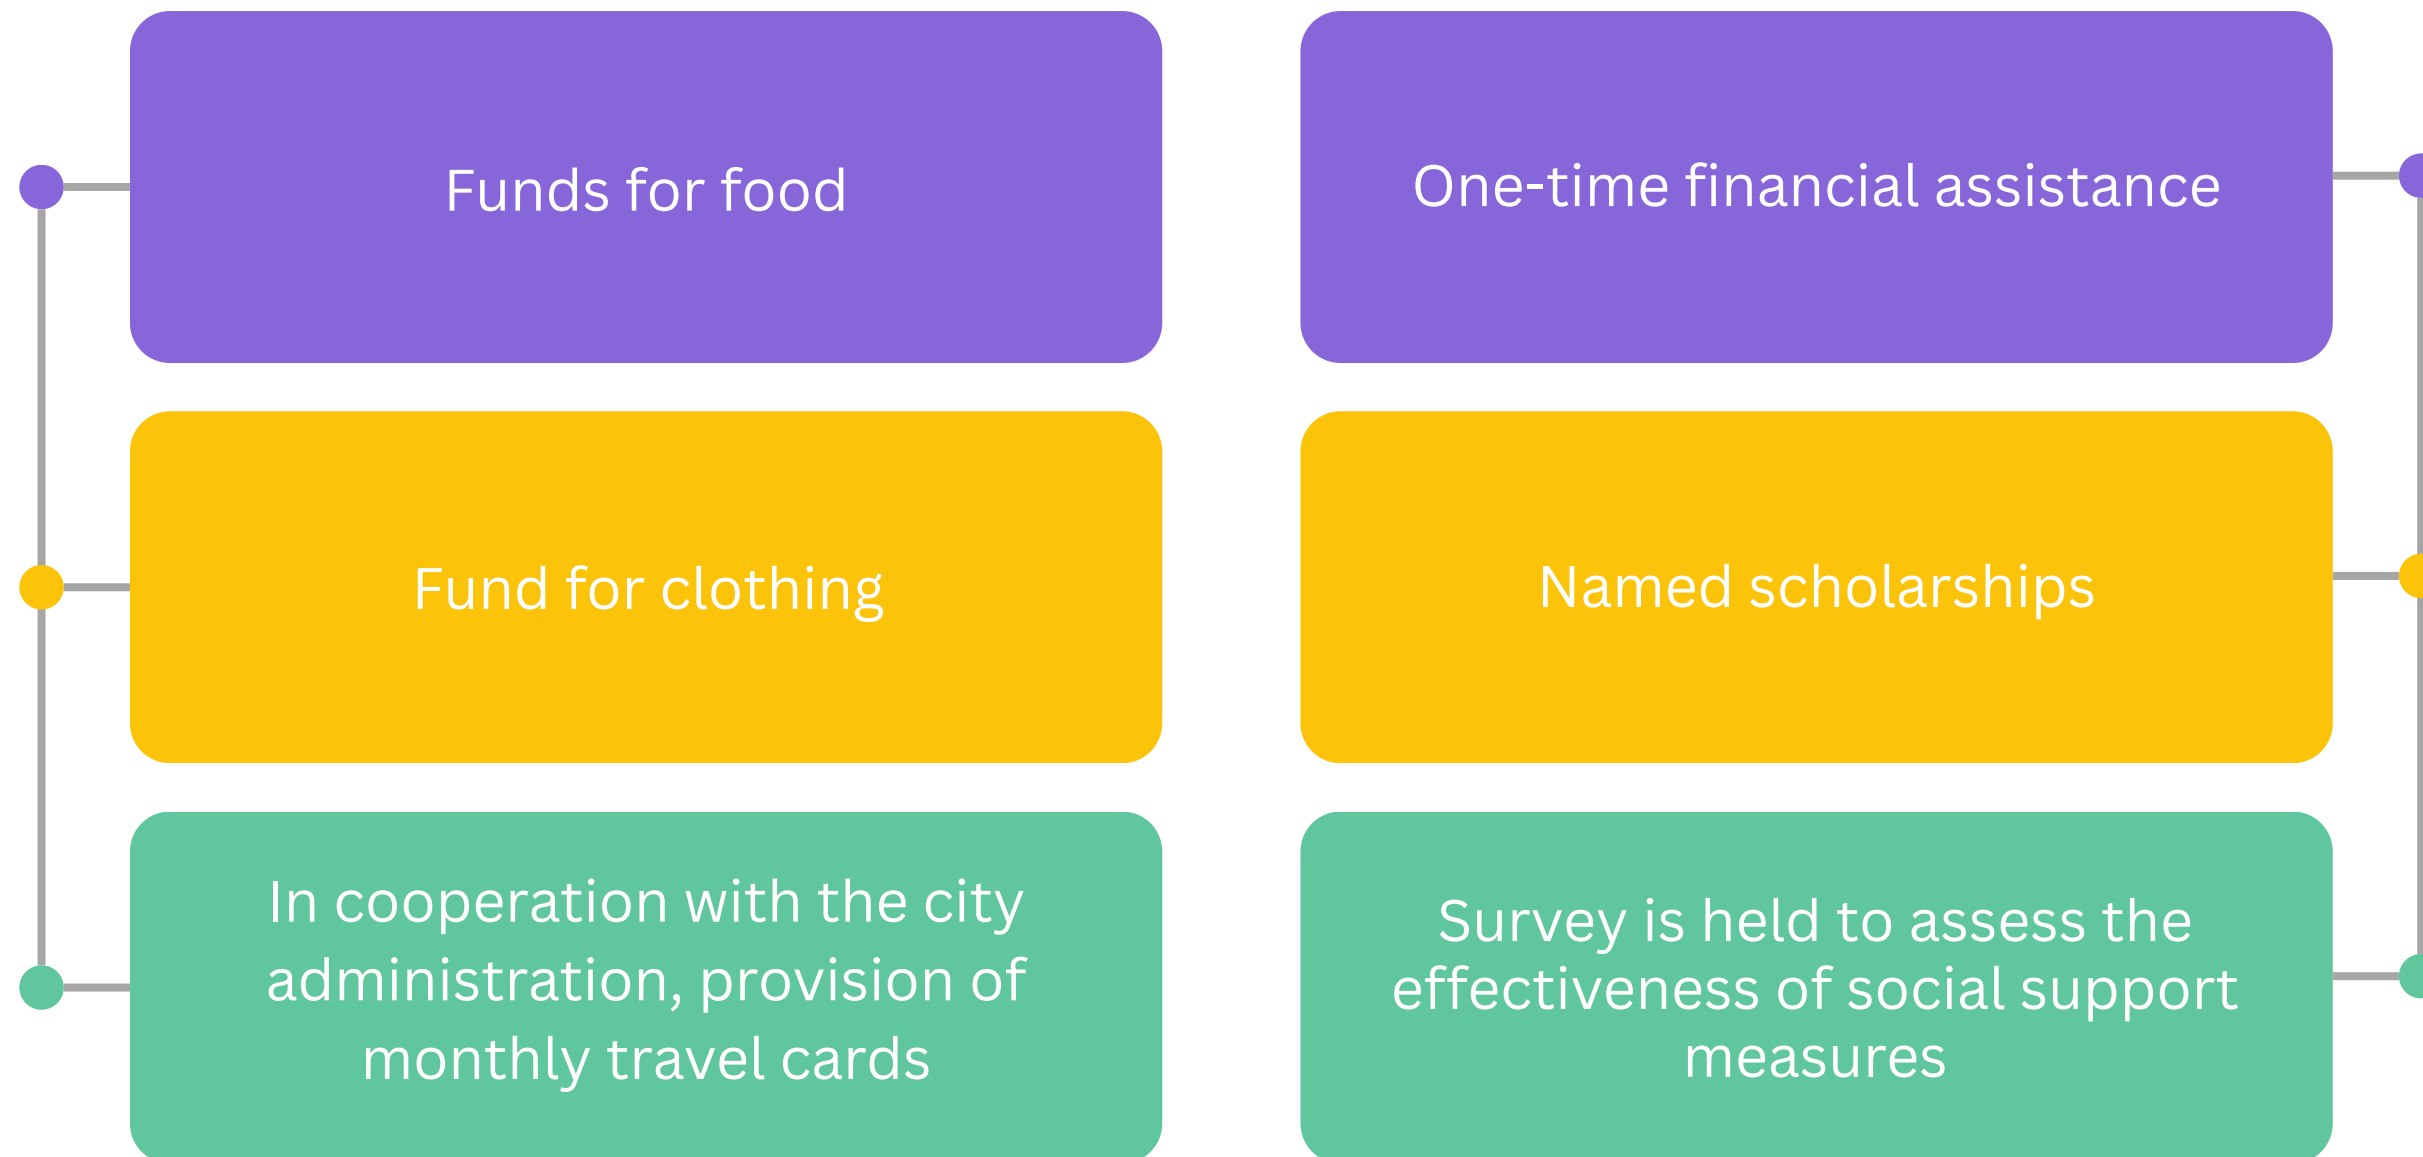 Funds for food
One-time financial assistance
Fund for clothing
Named scholarships
In cooperation with the city
administration, provision of
monthly travel cards
Survey is held to assess the
effectiveness of social support
measures